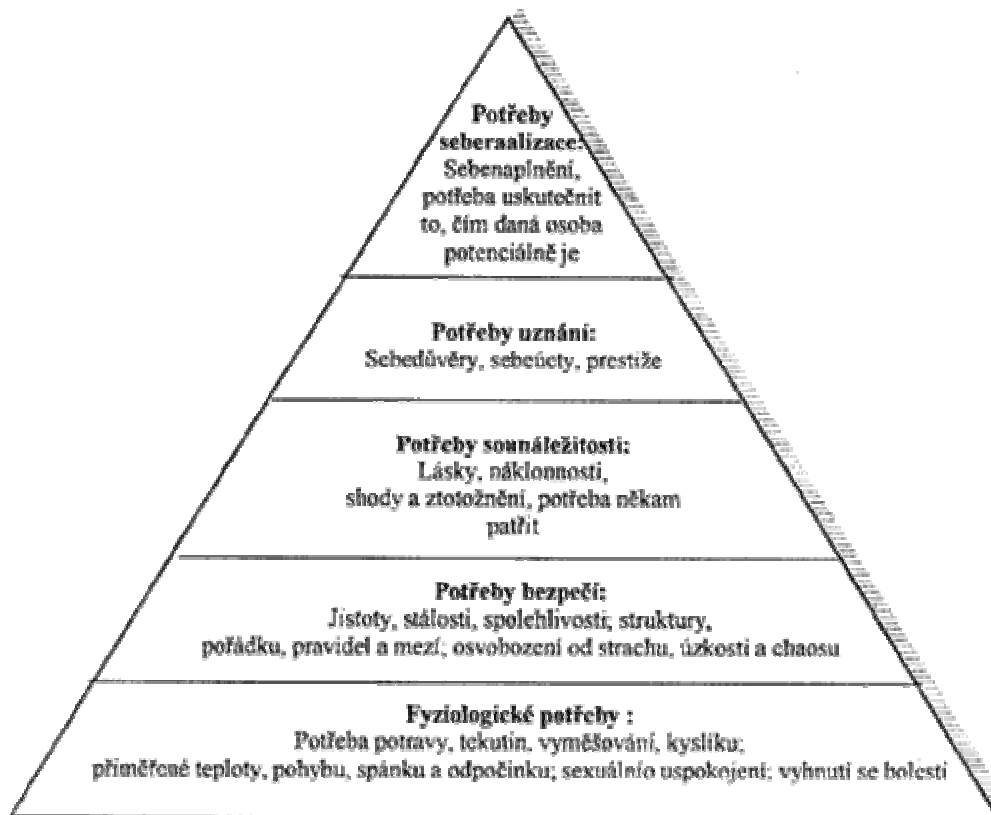 Potřeby
seberaalizace:
Sebenaplnění,
potřeba uskutečnit
to, čím daná osoba
potenciálně je
Potřeby uznání:
Sebedůvěry, sebeúcty, prestiže
Potřeby sounáležitosti:
Lásky, náklonnosti,
shody a ztotožnění, potřeba někam
patřit
Potřeby bezpečí:
Jistoty, stálosti, spolehlivosti; struktury,
pořádku, pravidel a mezí; osvobození od strachu, úzkosti a chaosu
Fyziologické potřeby :
Potřeba potravy, tekutin, vyměšování, kyslíku;
přiměřené teploty, pohybu, spánku a odpočinku; sexuálnío uspokojení; vyhnutí se bolesti